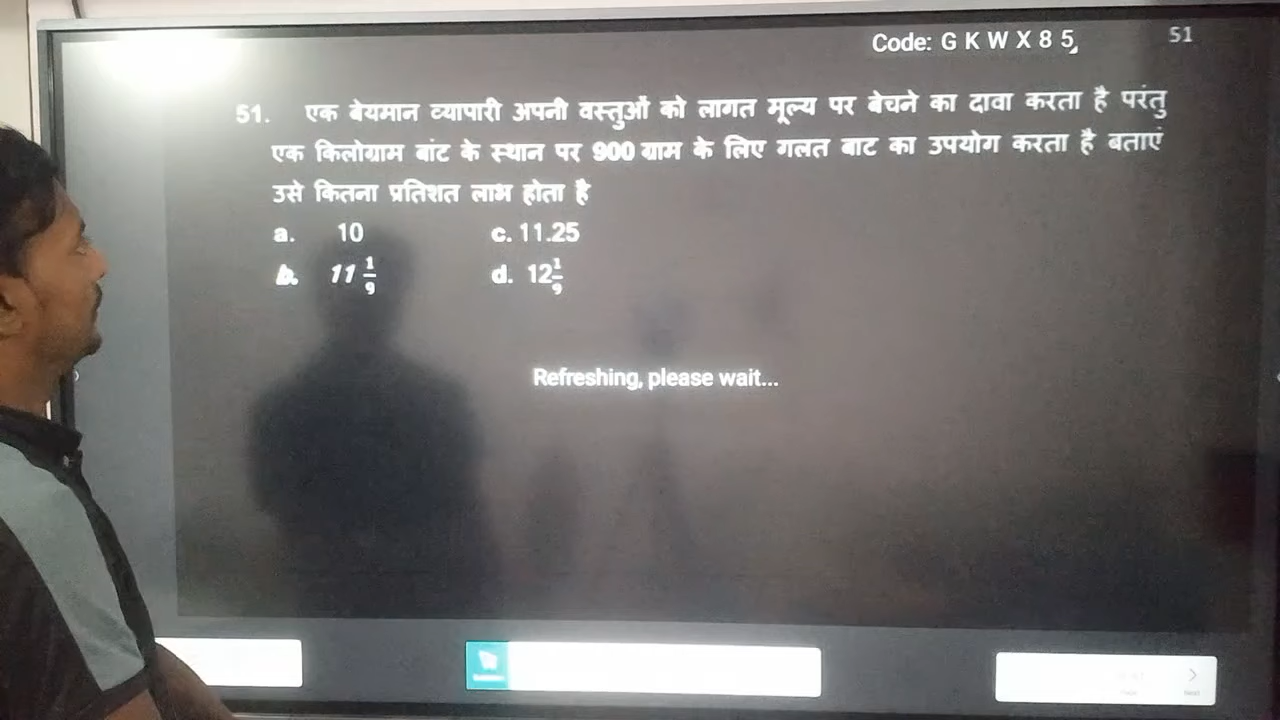 Code: G K W X 8 5
51
51. एक बेयमान व्यापारी अपनी वस्तुओं को लागत मूल्य पर बेचने का दावा करता है परंतु
एक किलोग्राम बांट के स्थान पर 900 ग्राम के लिए गलत बाट का उपयोग करता है बताएं
उसे कितना प्रतिशत लाभ होता है
a. 10 c. 11.25
b. 11 1/9 d. 12 1/9
Refreshing, please wait...
Next